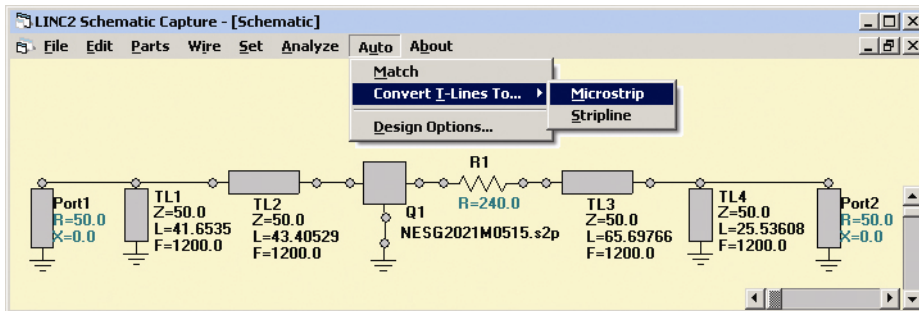 LINC2 Schematic Capture - [Schematic]
File Edit Parts Wire Set Analyze Auto About
Match
Convert T-Lines To...
Microstrip
Stripline
Design Options...
Port1
R=50.0
X=0.0
TL1
Z=50.0
L=41.6535
F=1200.0
TL2
Z=50.0
L=43.40529
F=1200.0
Q1
NESG2021M0515.s2p
R1
R=240.0
TL3
Z=50.0
L=65.69766
F=1200.0
TL4
Z=50.0
L=25.53608
F=1200.0
Port2
R=50.0
X=0.0